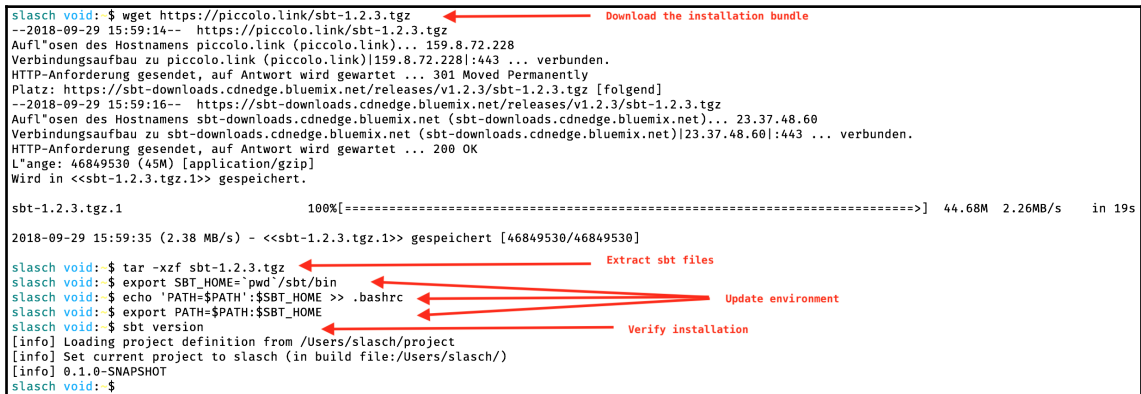 slasch void: $ wget https://piccolo.link/sbt-1.2.3.tgz Download the installation bundle
--2018-09-29 15:59:14-- https://piccolo.link/sbt-1.2.3.tgz
Aufl"osen des Hostnamens piccolo.link (piccolo.link)... 159.8.72.228
Verbindungsaufbau zu piccolo.link (piccolo.link)|159.8.72.228|:443 ... verbunden.
HTTP-Anforderung gesendet, auf Antwort wird gewartet ... 301 Moved Permanently
Platz: https://sbt-downloads.cdnedge.bluemix.net/releases/v1.2.3/sbt-1.2.3.tgz [folgend]
--2018-09-29 15:59:16-- https://sbt-downloads.cdnedge.bluemix.net/releases/v1.2.3/sbt-1.2.3.tgz
Aufl"osen des Hostnamens sbt-downloads.cdnedge.bluemix.net (sbt-downloads.cdnedge.bluemix.net)... 23.37.48.60
Verbindungsaufbau zu sbt-downloads.cdnedge.bluemix.net (sbt-downloads.cdnedge.bluemix.net)|23.37.48.60|:443 ... verbunden.
HTTP-Anforderung gesendet, auf Antwort wird gewartet ... 200 OK
L"ange: 46849530 (45M) [application/gzip]
Wird in <<sbt-1.2.3.tgz.1>> gespeichert.
sbt-1.2.3.tgz.1 100%[==========================================================================>] 44.68M 2.26MB/s in 19s
2018-09-29 15:59:35 (2.38 MB/s) - <<sbt-1.2.3.tgz.1>> gespeichert [46849530/46849530]
slasch void:~$ tar -xzf sbt-1.2.3.tgz Extract sbt files
slasch void:~$ export SBT_HOME=`pwd`/sbt/bin
slasch void:~$ echo 'PATH=$PATH':$SBT_HOME >> .bashrc Update environment
slasch void:~$ export PATH=$PATH:$SBT_HOME
slasch void:~$ sbt version Verify installation
[info] Loading project definition from /Users/slasch/project
[info] Set current project to slasch (in build file:/Users/slasch/)
[info] 0.1.0-SNAPSHOT
slasch void:~$